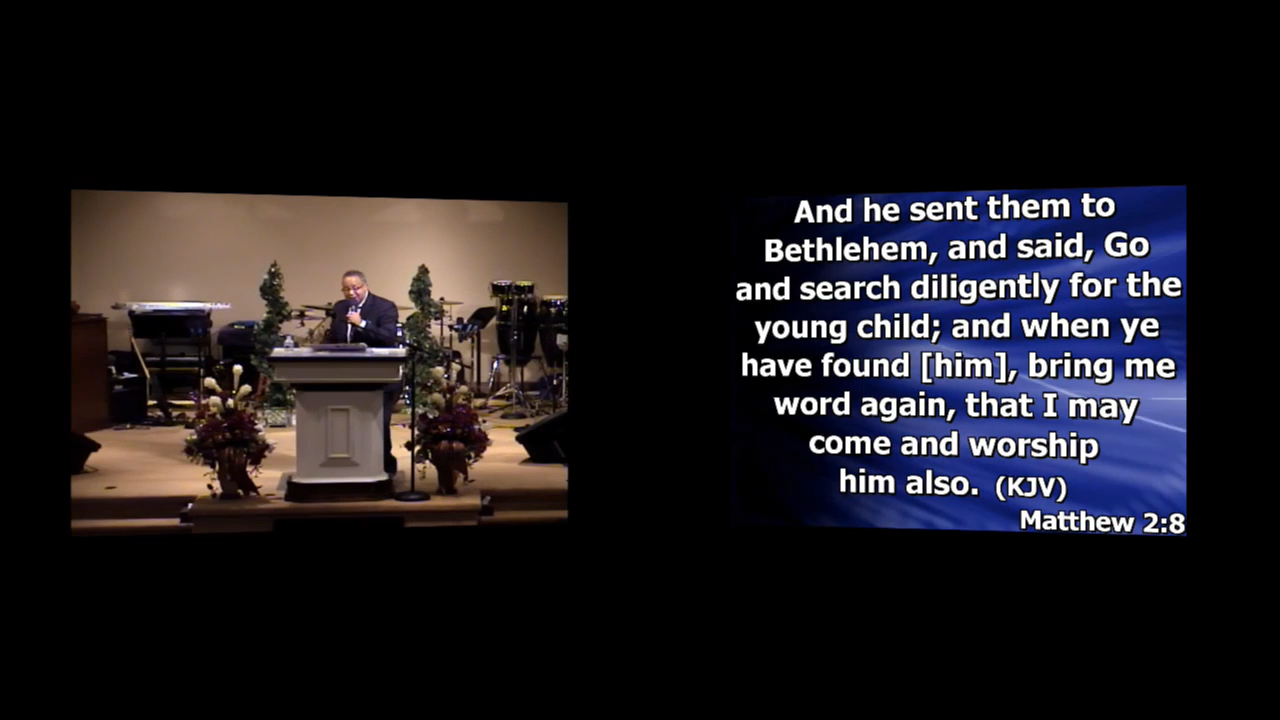 And he sent them to
Bethlehem, and said, Go
and search diligently for the
young child; and when ye
have found [him], bring me
word again, that I may
come and worship
him also. (KJV)
Matthew 2:8